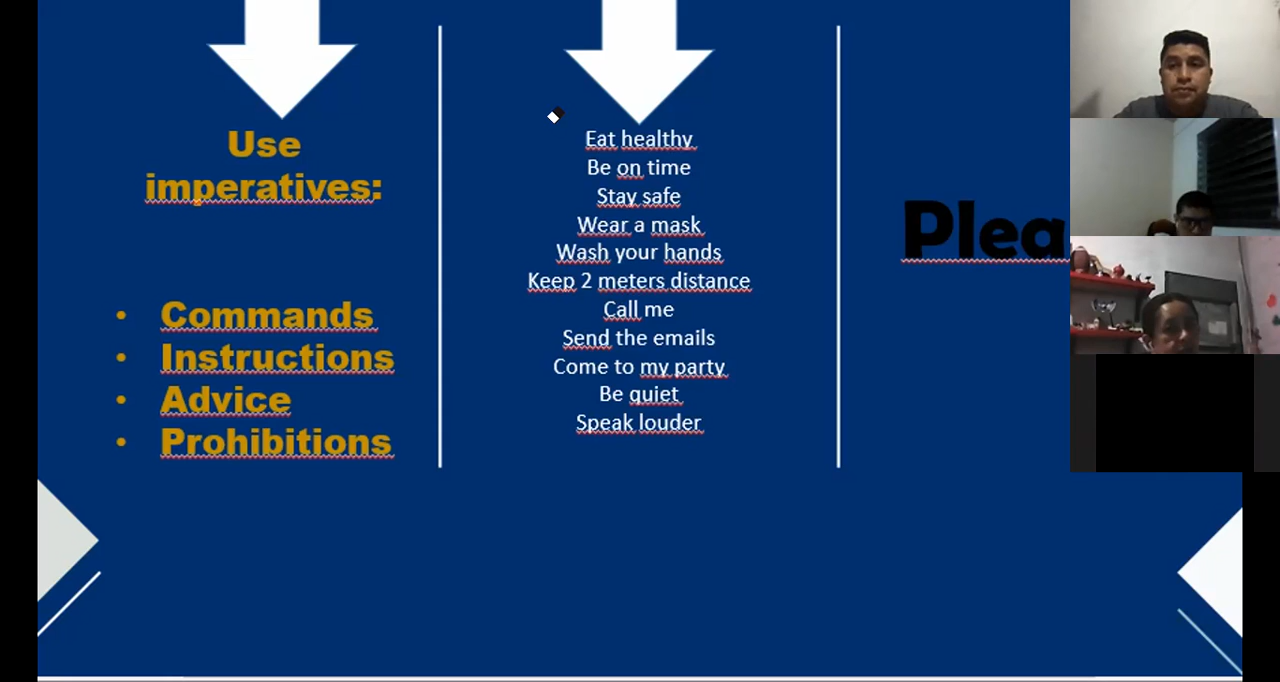 Use
imperatives:
• Commands
• Instructions
• Advice
• Prohibitions
Eat healthy
Be on time
Stay safe
Wear a mask
Wash your hands
Keep 2 meters distance
Call me
Send the emails
Come to my party
Be quiet
Speak louder
Plea